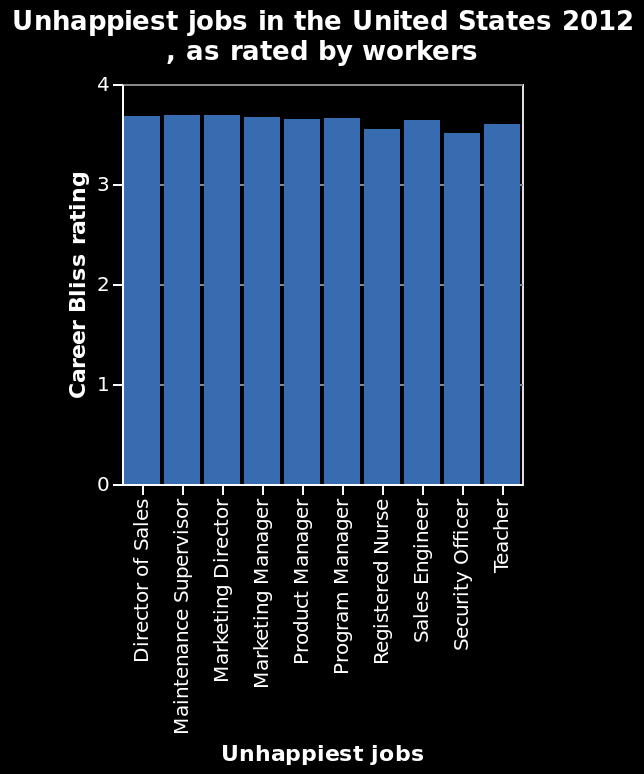 Unhappiest jobs in the United States 2012
, as rated by workers
Career Bliss rating
4
3
2
1
0
Director of Sales
Maintenance Supervisor
Marketing Director
Marketing Manager
Product Manager
Program Manager
Registered Nurse
Sales Engineer
Security Officer
Teacher
Unhappiest jobs